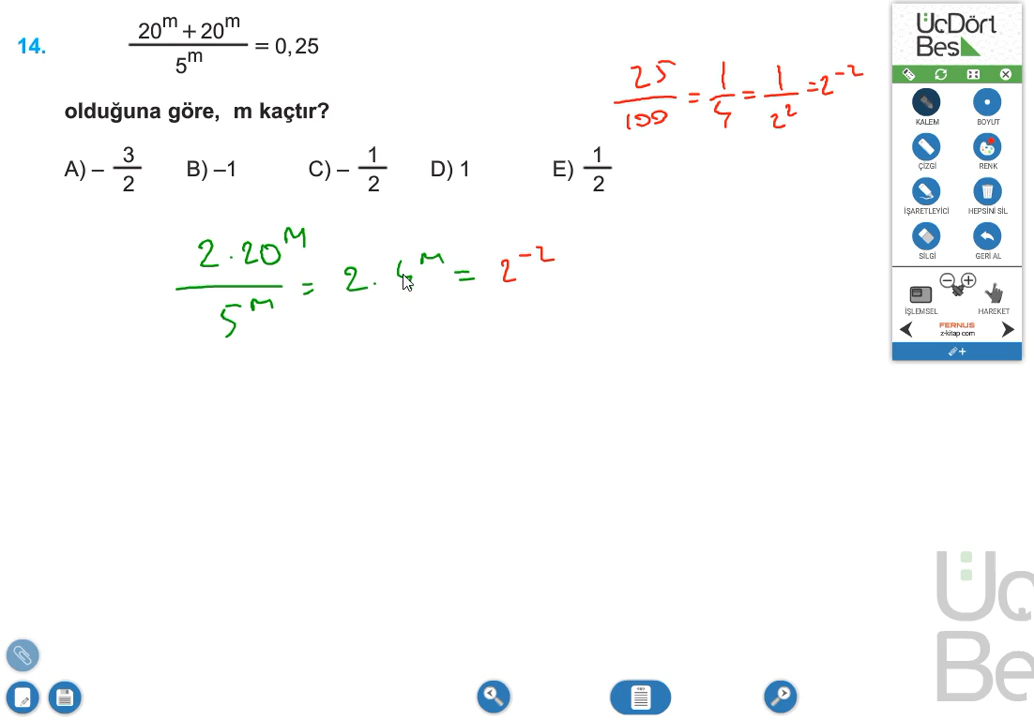 14. (20^m + 20^m) / 5^m = 0,25
olduğuna göre, m kaçtır?
A) – 3/2 B) –1 C) – 1/2 D) 1 E) 1/2
25/100 = 1/4 = 1/2^2 = 2^-2
2 · 20^m / 5^m = 2 · 4^m = 2^-2
ÜçDört
Beş
KALEM BOYUT
ÇİZGİ RENK
İŞARETLEYİCİ HEPSİNİ SİL
SİLGİ GERİ AL
İŞLEMSEL HAREKET
FERNUS
z-kitap.com